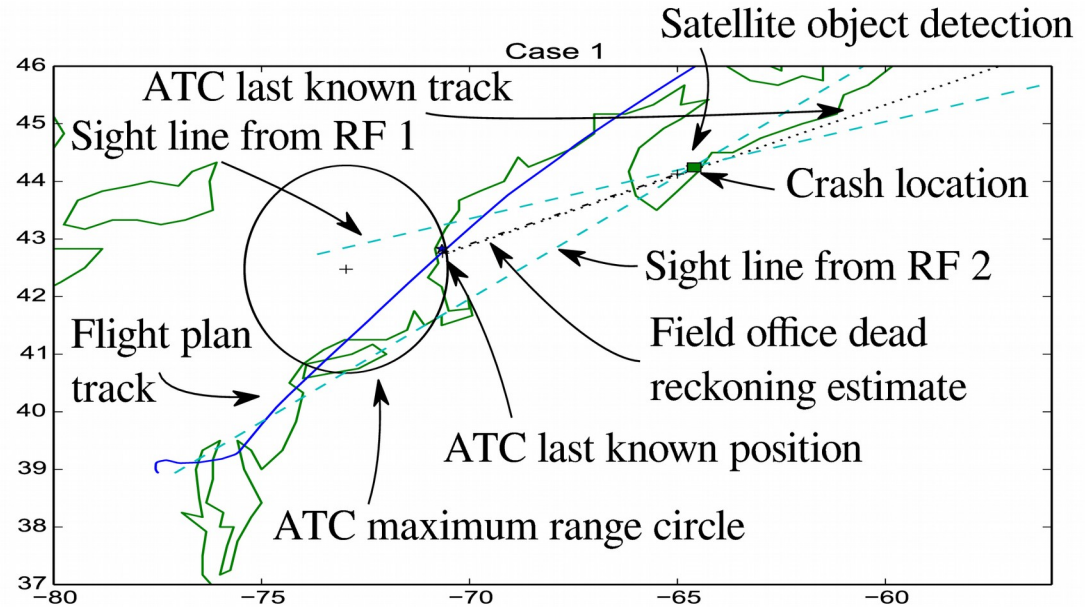 Satellite object detection
Case 1
ATC last known track
Sight line from RF 1
Crash location
Sight line from RF 2
Flight plan
track
Field office dead
reckoning estimate
ATC last known position
ATC maximum range circle
46
45
44
43
42
41
40
39
38
37
−80
−75
−70
−65
−60